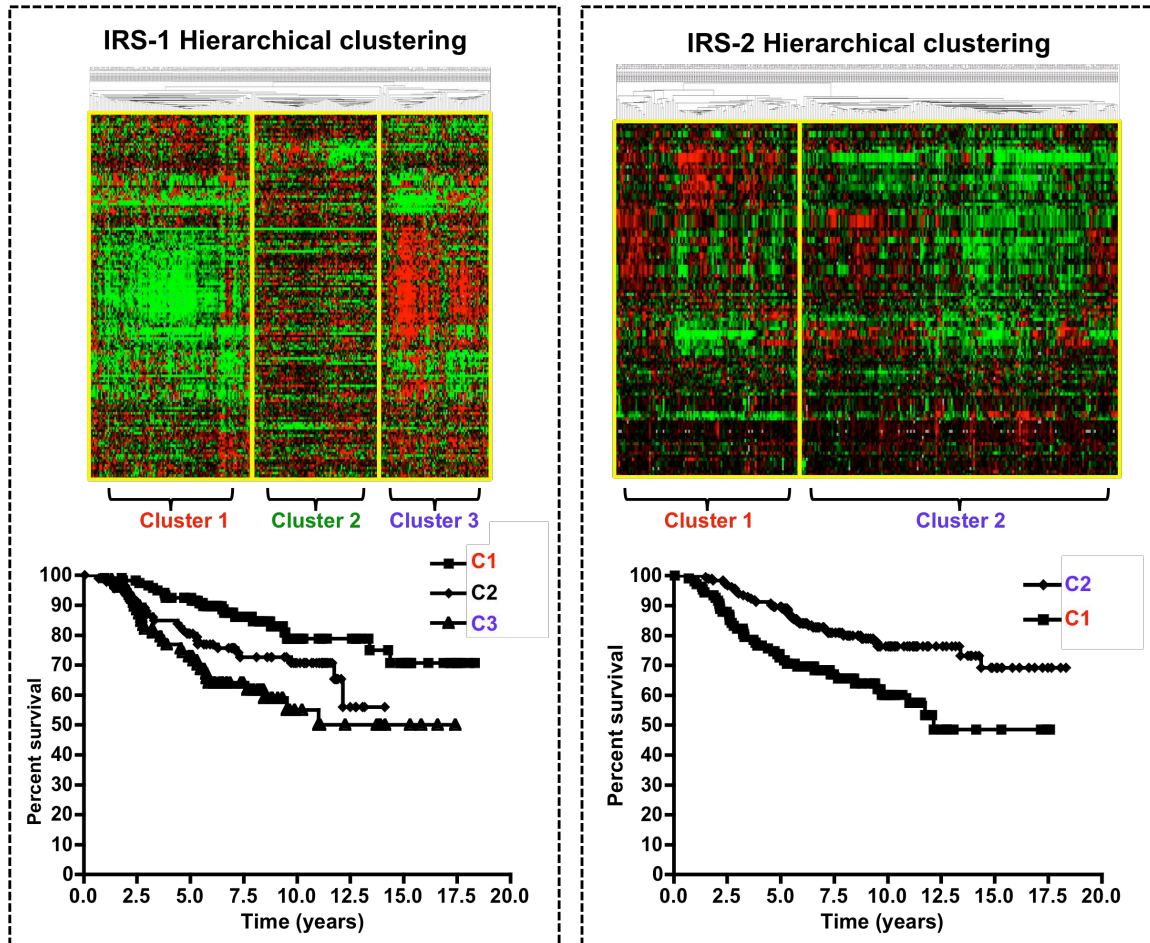 IRS-1 Hierarchical clustering
Cluster 1
Cluster 2
Cluster 3
C1
C2
C3
Percent survival
100
90
80
70
60
50
40
30
20
10
0
0.0 2.5 5.0 7.5 10.0 12.5 15.0 17.5 20.0
Time (years)
IRS-2 Hierarchical clustering
Cluster 1
Cluster 2
C2
C1
Percent survival
100
90
80
70
60
50
40
30
20
10
0
0.0 2.5 5.0 7.5 10.0 12.5 15.0 17.5 20.0
Time (years)